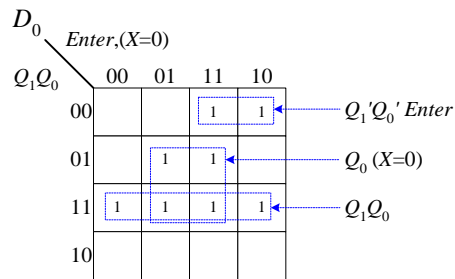 D₀
Enter,(X=0)
Q₁Q₀ 00 01 11 10
00 1 1 Q₁'Q₀' Enter
01 1 1 Q₀ (X=0)
11 1 1 1 1 Q₁Q₀
10